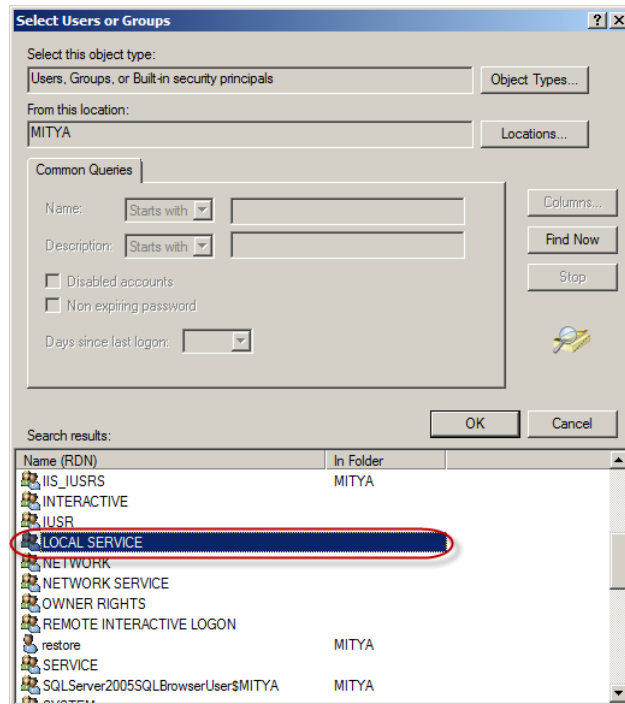 Select Users or Groups
Select this object type:
Users, Groups, or Built-in security principals
Object Types...
From this location:
MITYA
Locations...
Common Queries
Name:
Starts with
Columns...
Description:
Starts with
Find Now
Disabled accounts
Stop
Non expiring password
Days since last logon:
OK
Cancel
Search results:
Name (RDN)
In Folder
IIS_IUSRS
MITYA
INTERACTIVE
IUSR
LOCAL SERVICE
NETWORK
NETWORK SERVICE
OWNER RIGHTS
REMOTE INTERACTIVE LOGON
restore
MITYA
SERVICE
SQLServer2005SQLBrowserUser$MITYA
MITYA
SYSTEM